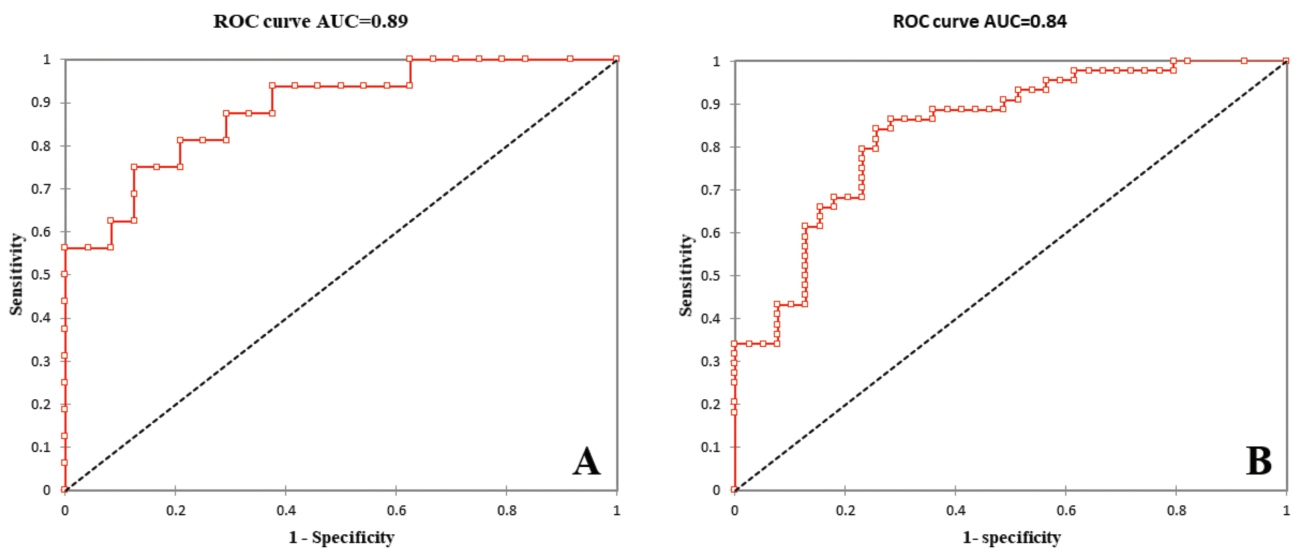 ROC curve AUC=0.89
1
0.9
0.8
0.7
0.6
0.5
0.4
0.3
0.2
0.1
0
Sensitivity
0 0.2 0.4 0.6 0.8 1
1 - Specificity
A
ROC curve AUC=0.84
1
0.9
0.8
0.7
0.6
0.5
0.4
0.3
0.2
0.1
0
Sensitivity
0 0.2 0.4 0.6 0.8 1
1- specificity
B